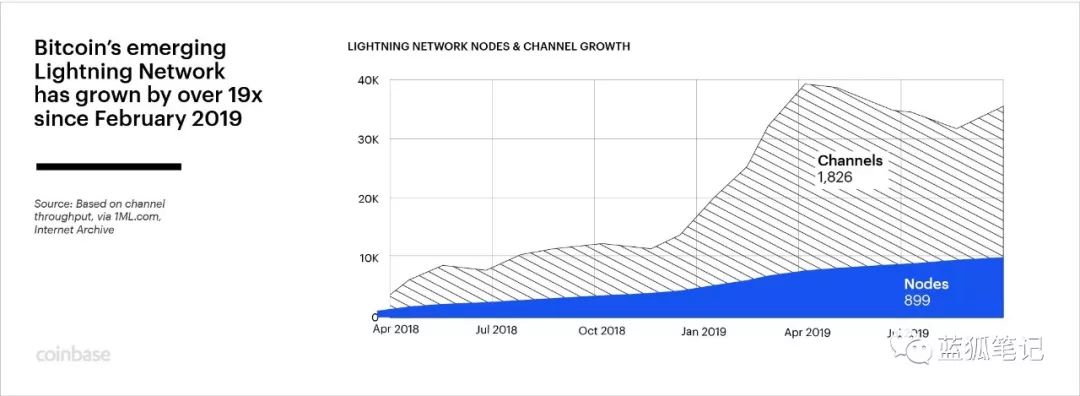 Bitcoin's emerging
Lightning Network
has grown by over 19x
since February 2019
Source: Based on channel
throughput, via 1ML.com,
Internet Archive
coinbase
LIGHTNING NETWORK NODES & CHANNEL GROWTH
40K
30K
20K
10K
0
Channels
1,826
Nodes
899
Apr 2018
Jul 2018
Oct 2018
Jan 2019
Apr 2019
Jul 2019
蓝狐笔记